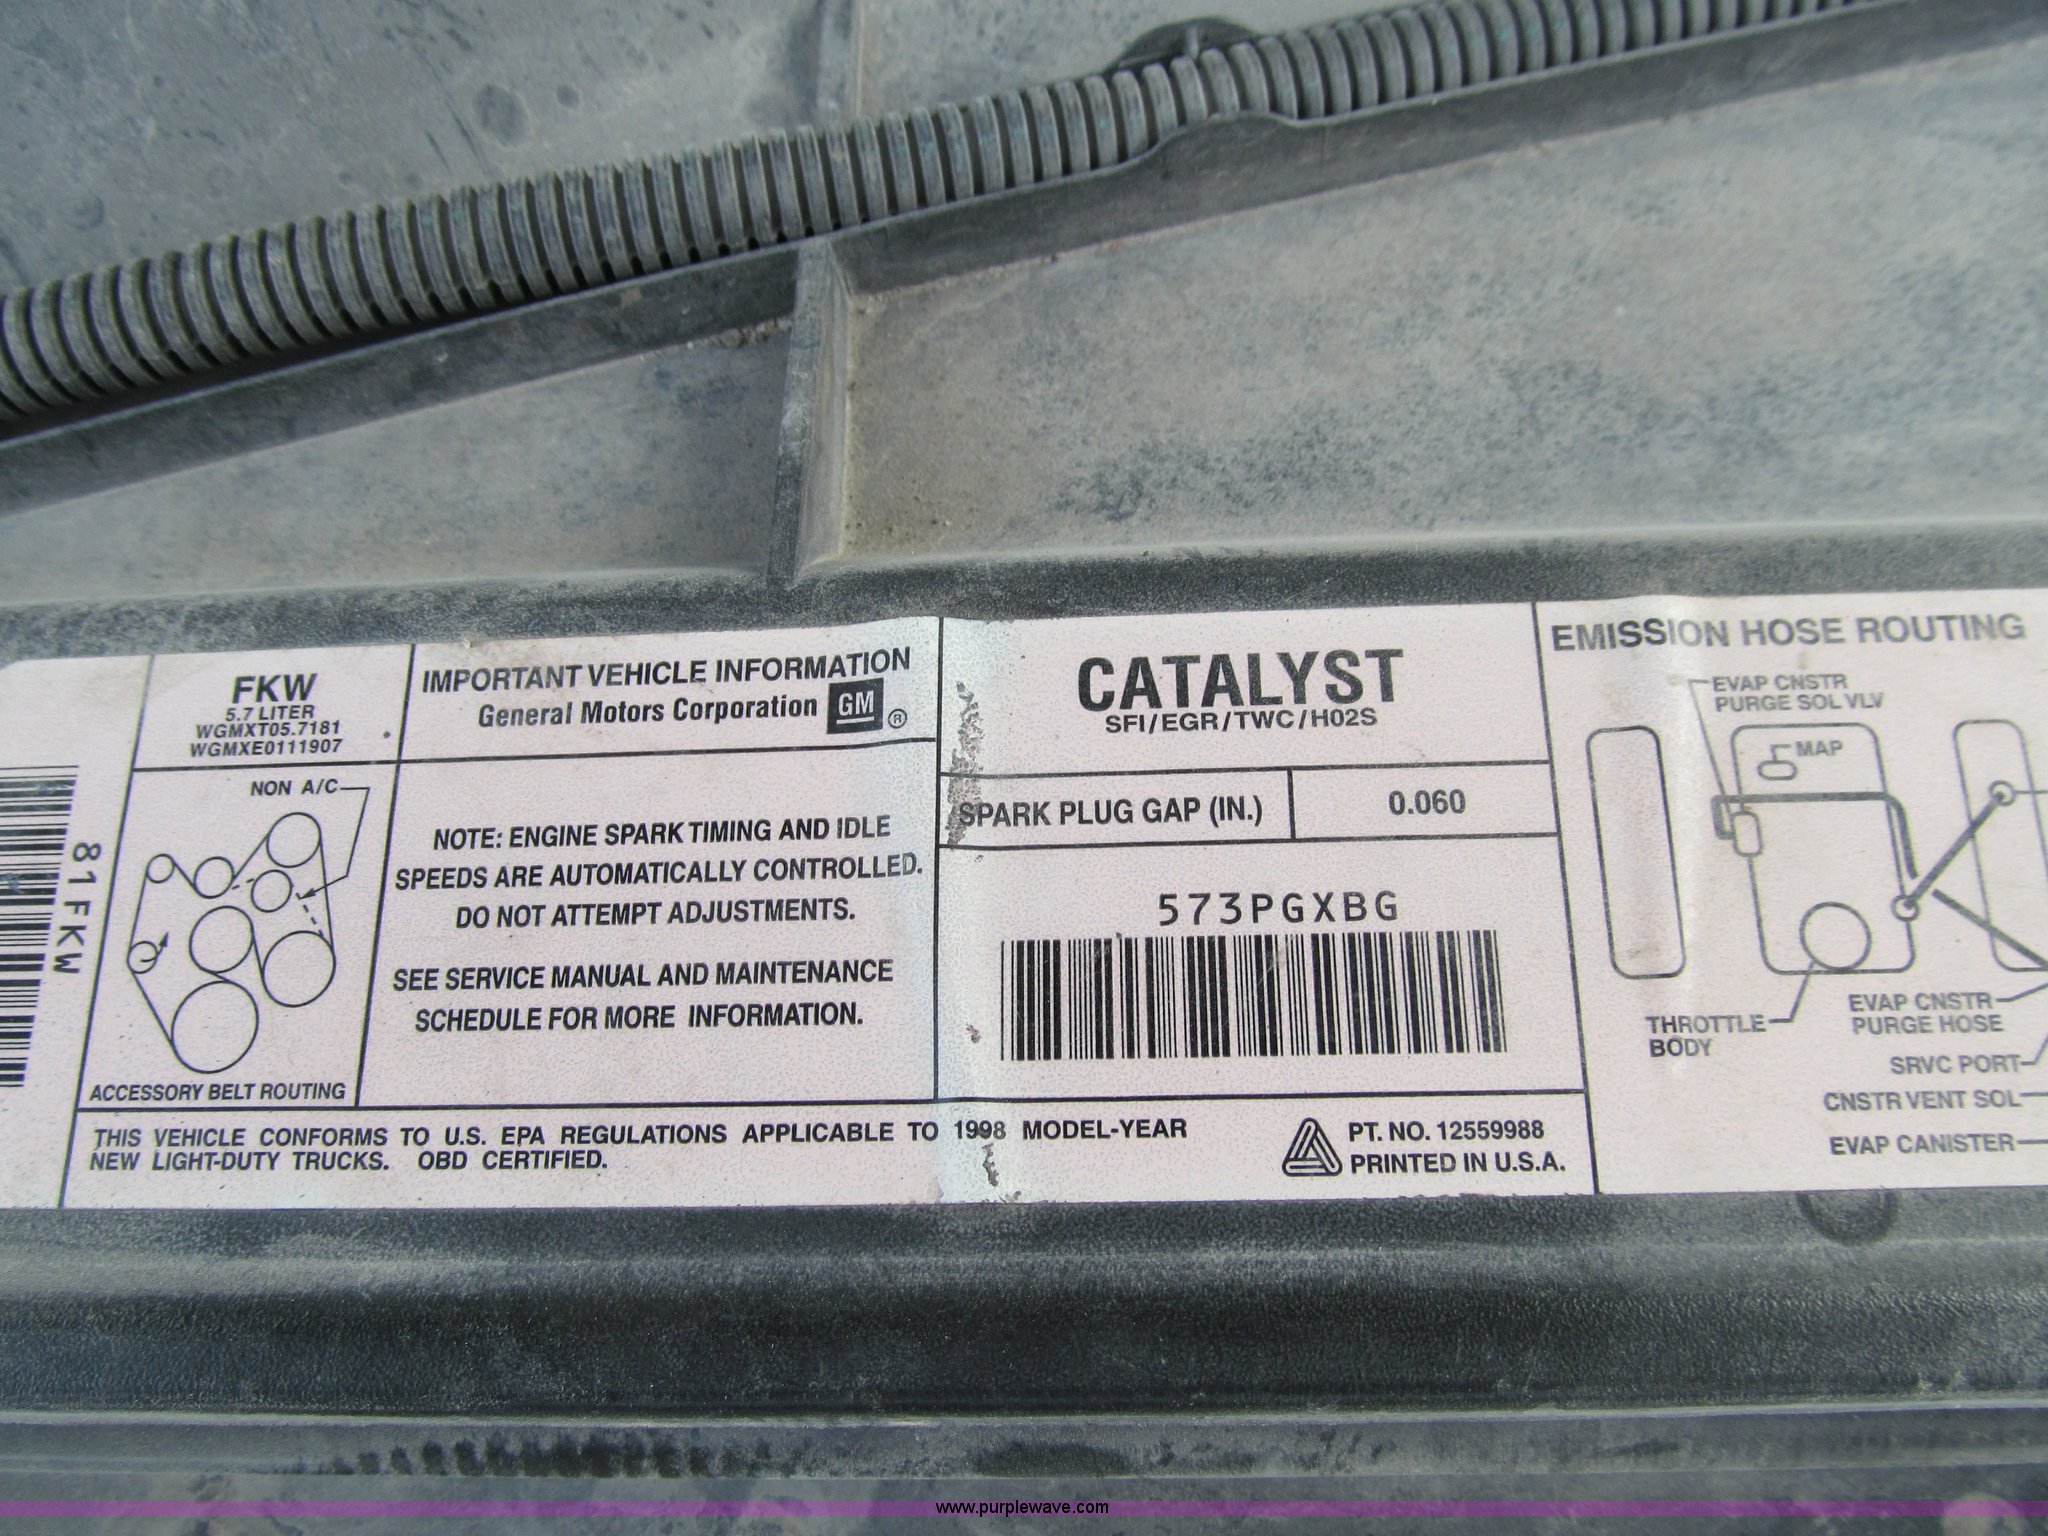 81FKW
FKW
5.7 LITER
WGMXT05.7181
WGMXE0111907
NON A/C
ACCESSORY BELT ROUTING
IMPORTANT VEHICLE INFORMATION
General Motors Corporation GM ®
NOTE: ENGINE SPARK TIMING AND IDLE
SPEEDS ARE AUTOMATICALLY CONTROLLED.
DO NOT ATTEMPT ADJUSTMENTS.
SEE SERVICE MANUAL AND MAINTENANCE
SCHEDULE FOR MORE INFORMATION.
CATALYST
SFI/EGR/TWC/HO2S
SPARK PLUG GAP (IN.) 0.060
573PGXBG
EMISSION HOSE ROUTING
EVAP CNSTR
PURGE SOL VLV
MAP
THROTTLE
BODY
EVAP CNSTR
PURGE HOSE
SRVC PORT
CNSTR VENT SOL
EVAP CANISTER
THIS VEHICLE CONFORMS TO U.S. EPA REGULATIONS APPLICABLE TO 1998 MODEL-YEAR
NEW LIGHT-DUTY TRUCKS. OBD CERTIFIED.
PT. NO. 12559988
PRINTED IN U.S.A.
www.purplewave.com